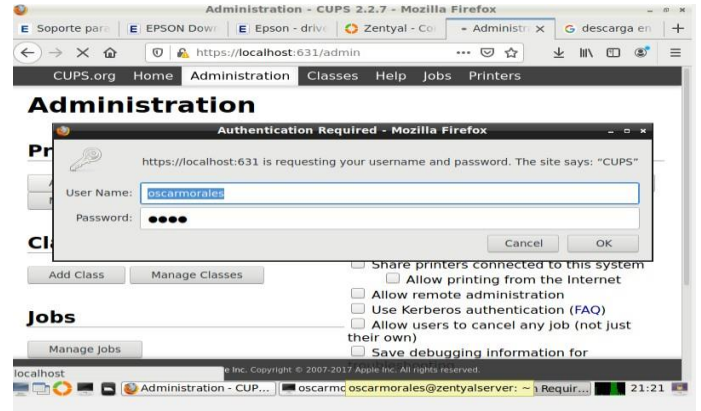 Administration - CUPS 2.2.7 - Mozilla Firefox
E Soporte para E EPSON Down E Epson - drive Zentyal - Co - Administr × G descarga en +
https://localhost:631/admin
CUPS.org Home Administration Classes Help Jobs Printers
Administration
Authentication Required - Mozilla Firefox
Pr
https://localhost:631 is requesting your username and password. The site says: “CUPS”
User Name: oscarmorales
Password: ●●●●
Cancel OK
Cl
Share printers connected to this system
Add Class Manage Classes
Allow printing from the Internet
Allow remote administration
Use Kerberos authentication (FAQ)
Jobs
Allow users to cancel any job (not just
their own)
Manage Jobs
Save debugging information for
localhost
e Inc. Copyright © 2007-2017 Apple Inc. All rights reserved.
Administration - CUP... oscarm oscarmorales@zentyalserver: ~ Requir... 21:21